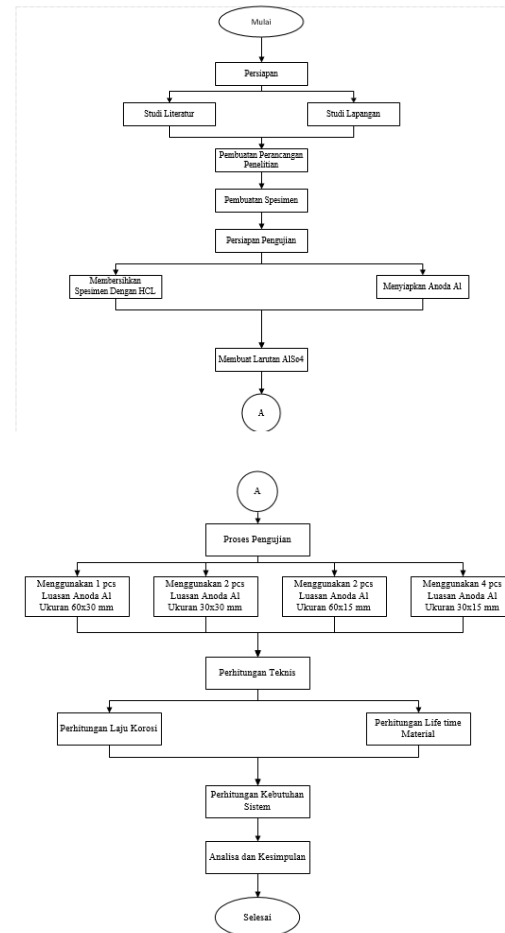 Mulai
Persiapan
Studi Literatur
Studi Lapangan
Pembuatan Perancangan
Penelitian
Pembuatan Spesimen
Persiapan Pengujian
Membersihkan
Spesimen Dengan HCL
Menyiapkan Anoda Al
Membuat Larutan AlSo4
A
A
Proses Pengujian
Menggunakan 1 pcs
Luasan Anoda Al
Ukuran 60x30 mm
Menggunakan 2 pcs
Luasan Anoda Al
Ukuran 30x30 mm
Menggunakan 2 pcs
Luasan Anoda Al
Ukuran 60x15 mm
Menggunakan 4 pcs
Luasan Anoda Al
Ukuran 30x15 mm
Perhitungan Teknis
Perhitungan Laju Korosi
Perhitungan Life time
Material
Perhitungan Kebutuhan
Sistem
Analisa dan Kesimpulan
Selesai